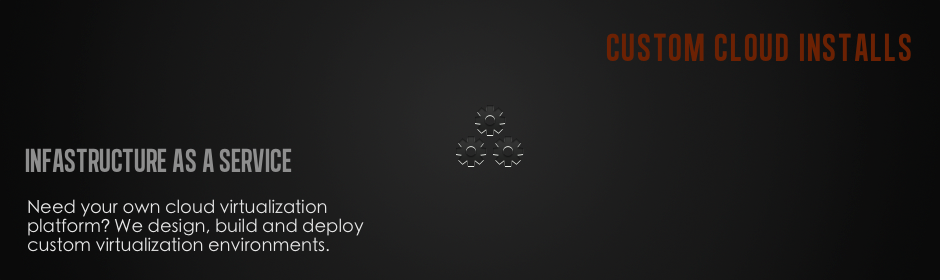 CUSTOM CLOUD INSTALLS
INFASTRUCTURE AS A SERVICE
Need your own cloud virtualization
platform? We design, build and deploy
custom virtualization environments.